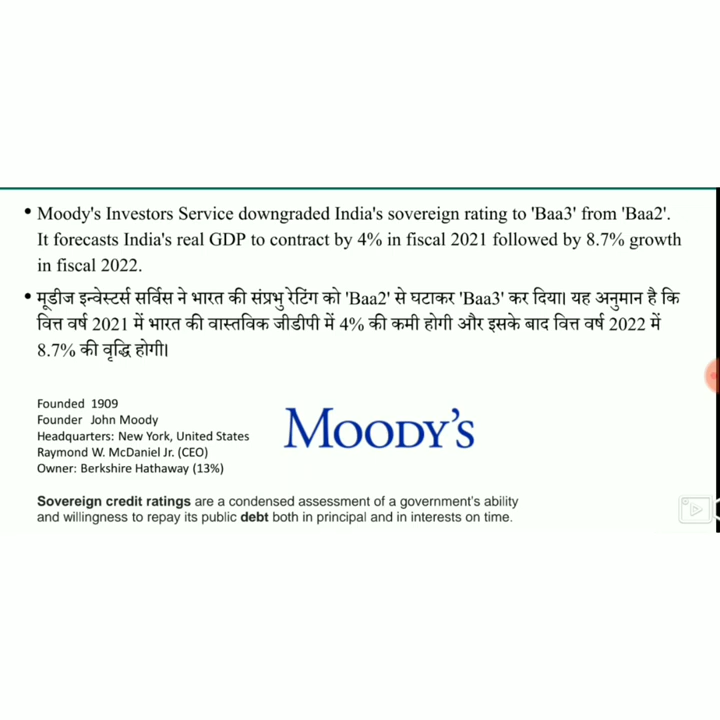 • Moody's Investors Service downgraded India's sovereign rating to 'Baa3' from 'Baa2'.
It forecasts India's real GDP to contract by 4% in fiscal 2021 followed by 8.7% growth
in fiscal 2022.
• मूडीज इन्वेस्टर्स सर्विस ने भारत की संप्रभु रेटिंग को 'Baa2' से घटाकर 'Baa3' कर दिया। यह अनुमान है कि
वित्त वर्ष 2021 में भारत की वास्तविक जीडीपी में 4% की कमी होगी और इसके बाद वित्त वर्ष 2022 में
8.7% की वृद्धि होगी।
Founded 1909
Founder John Moody
Headquarters: New York, United States
Raymond W. McDaniel Jr. (CEO)
Owner: Berkshire Hathaway (13%)
MOODY'S
Sovereign credit ratings are a condensed assessment of a government's ability
and willingness to repay its public debt both in principal and in interests on time.